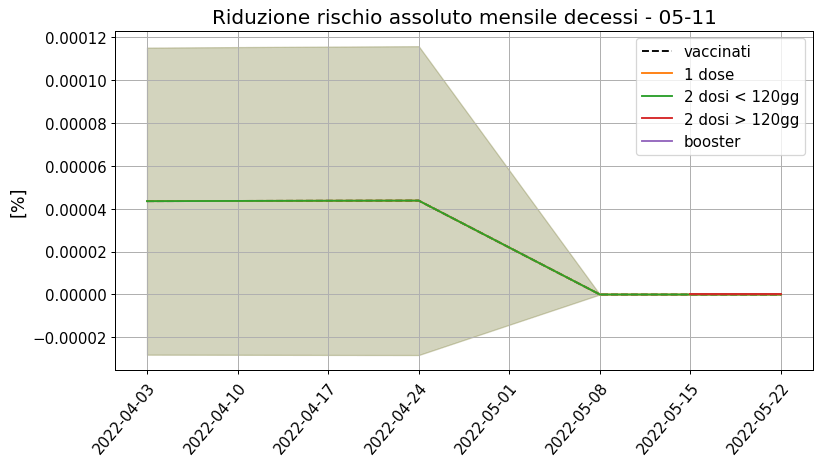 Riduzione rischio assoluto mensile decessi - 05-11
vaccinati
1 dose
2 dosi < 120gg
2 dosi > 120gg
booster
[%]
0.00012
0.00010
0.00008
0.00006
0.00004
0.00002
0.00000
−0.00002
2022-04-03
2022-04-10
2022-04-17
2022-04-24
2022-05-01
2022-05-08
2022-05-15
2022-05-22